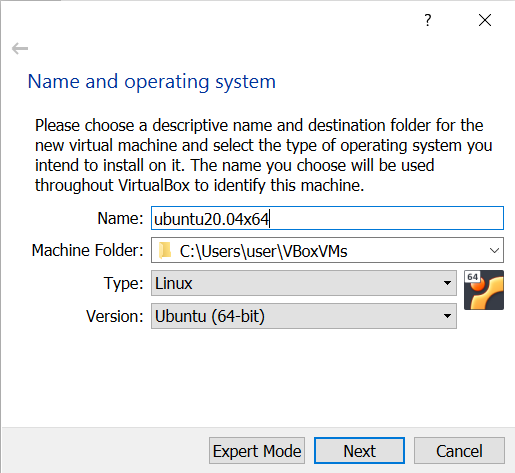 ?
Name and operating system
Please choose a descriptive name and destination folder for the
new virtual machine and select the type of operating system you
intend to install on it. The name you choose will be used
throughout VirtualBox to identify this machine.
Name: ubuntu20.04x64
Machine Folder: C:\Users\user\VBoxVMs
Type: Linux
64
Version: Ubuntu (64-bit)
Expert Mode Next Cancel